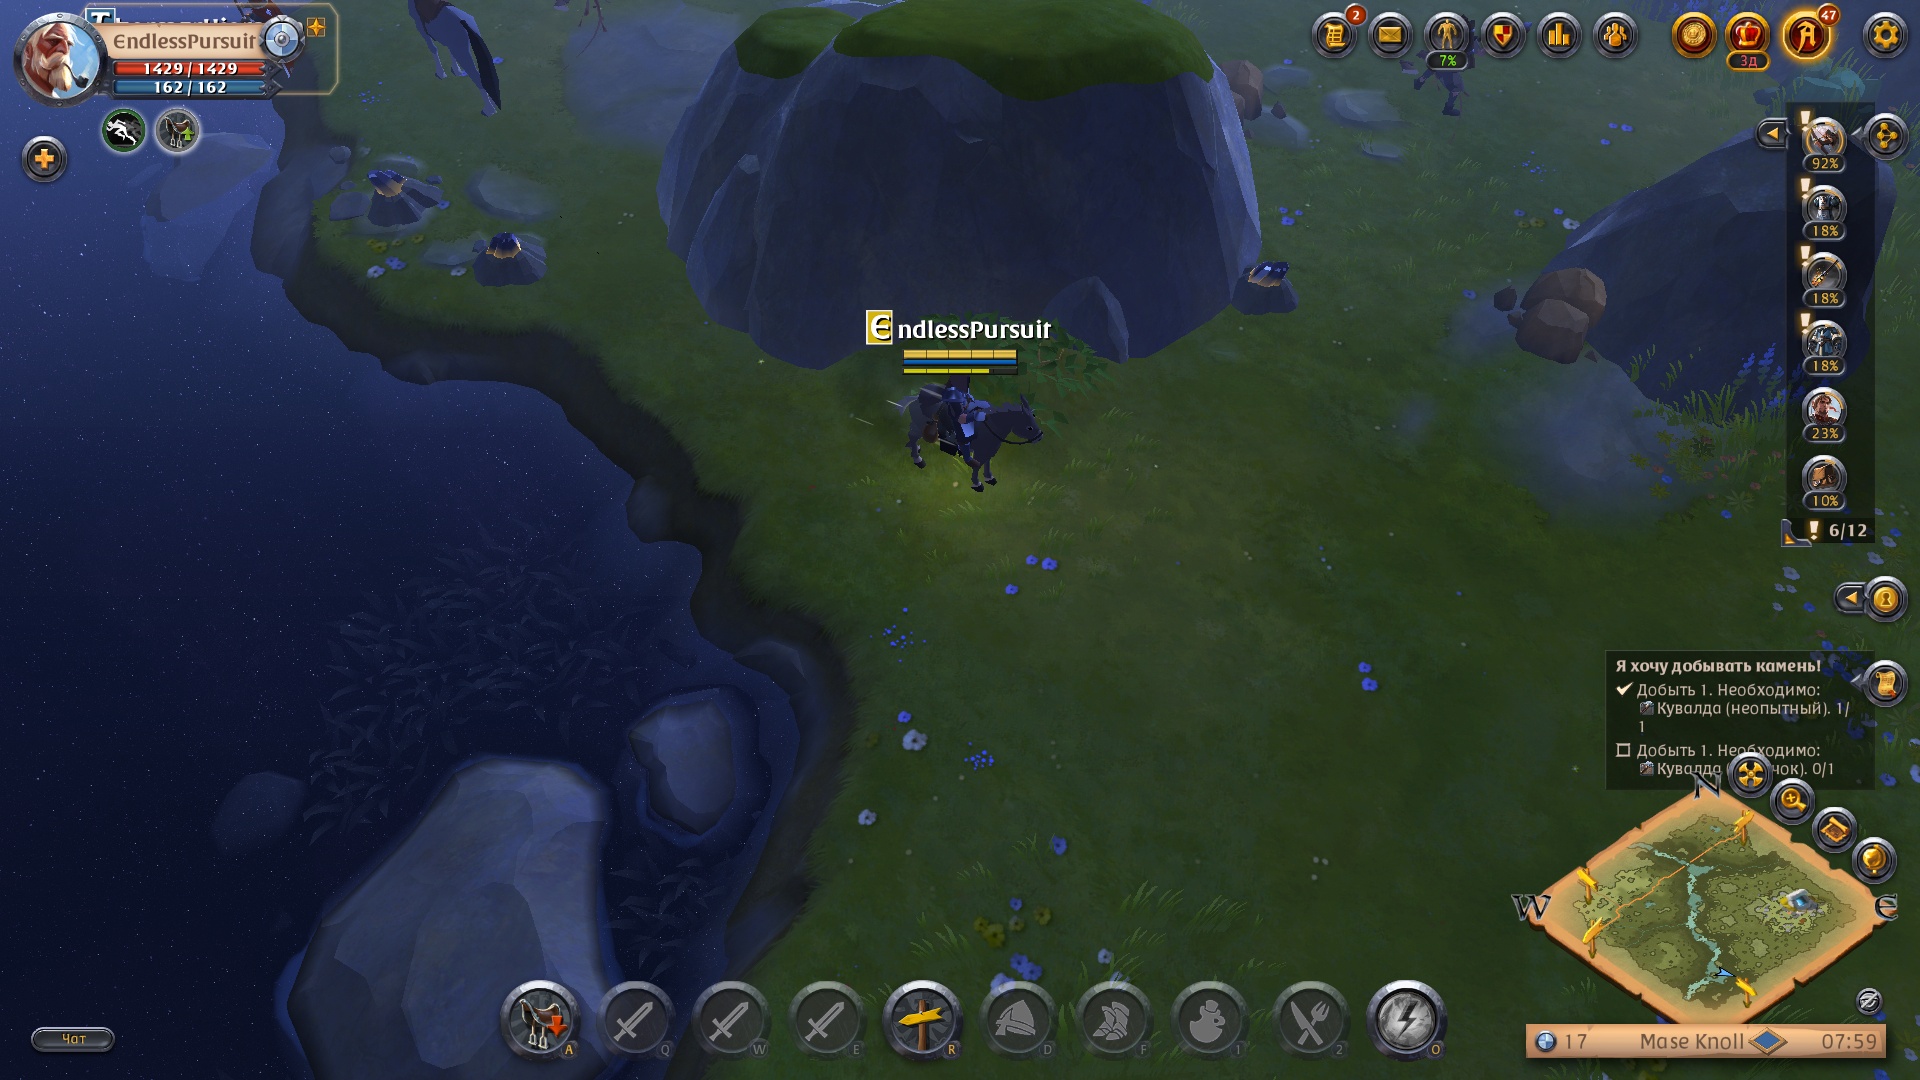 EndlessPursuit
1429 / 1429
162 / 162
2
7%
3д
47
EndlessPursuit
92%
18%
18%
18%
23%
10%
6/12
Я хочу добывать камень!
Добыть 1. Необходимо:
Кувалда (неопытный). 1/
1
Добыть 1. Необходимо:
Кувалда
чок). 0/1
N
W
E
Чат
A
Q
W
E
R
D
F
1
2
O
17
Mase Knoll
07:59